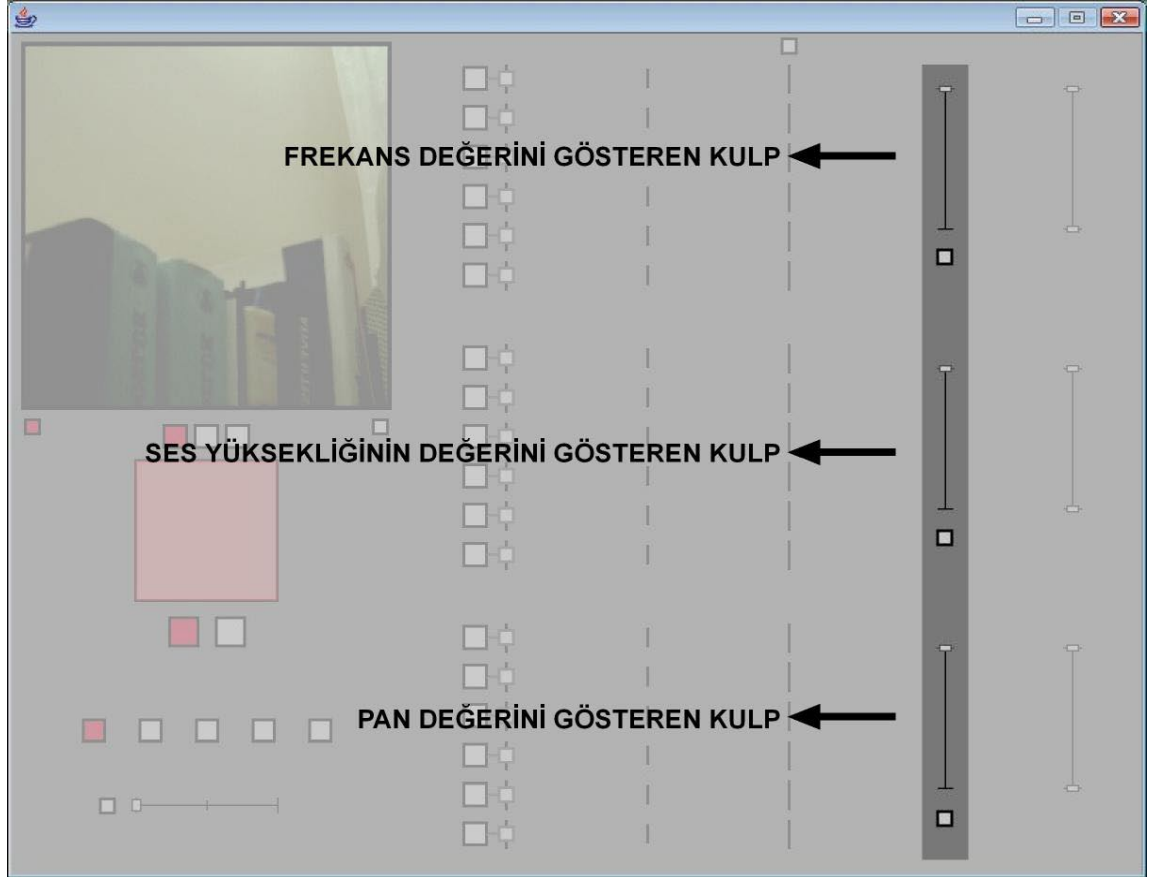 FREKANS DEĞERİNİ GÖSTEREN KULP
SES YÜKSEKLİĞİNİN DEĞERİNİ GÖSTEREN KULP
PAN DEĞERİNİ GÖSTEREN KULP